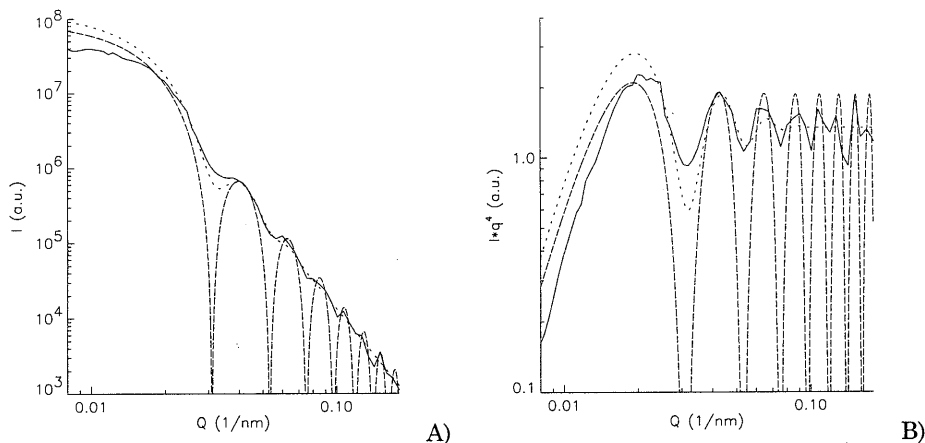 10^8
10^7
10^6
10^5
10^4
10^3
I (a.u.)
0.01
0.10
Q (1/nm)
A)
1.0
0.1
I*q^4 (a.u.)
0.01
0.10
Q (1/nm)
B)